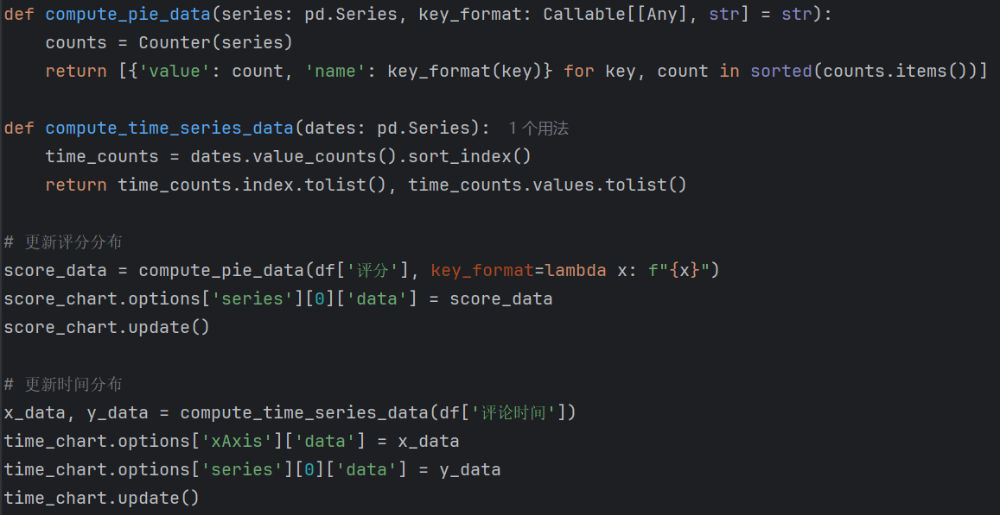 def compute_pie_data(series: pd.Series, key_format: Callable[[Any], str] = str):
    counts = Counter(series)
    return [{'value': count, 'name': key_format(key)} for key, count in sorted(counts.items())]
def compute_time_series_data(dates: pd.Series):  1 个用法
    time_counts = dates.value_counts().sort_index()
    return time_counts.index.tolist(), time_counts.values.tolist()
# 更新评分分布
score_data = compute_pie_data(df['评分'], key_format=lambda x: f"{x}")
score_chart.options['series'][0]['data'] = score_data
score_chart.update()
# 更新时间分布
x_data, y_data = compute_time_series_data(df['评论时间'])
time_chart.options['xAxis']['data'] = x_data
time_chart.options['series'][0]['data'] = y_data
time_chart.update()